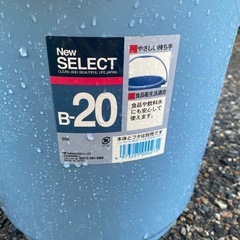 New
SELECT
CLEAN AND BEAUTIFUL LIFE, JAPAN
B-20
やさしい持ち手
食品衛生法適合
食品や飲料水
にも安心して
使えます。
本体とフタは別売です